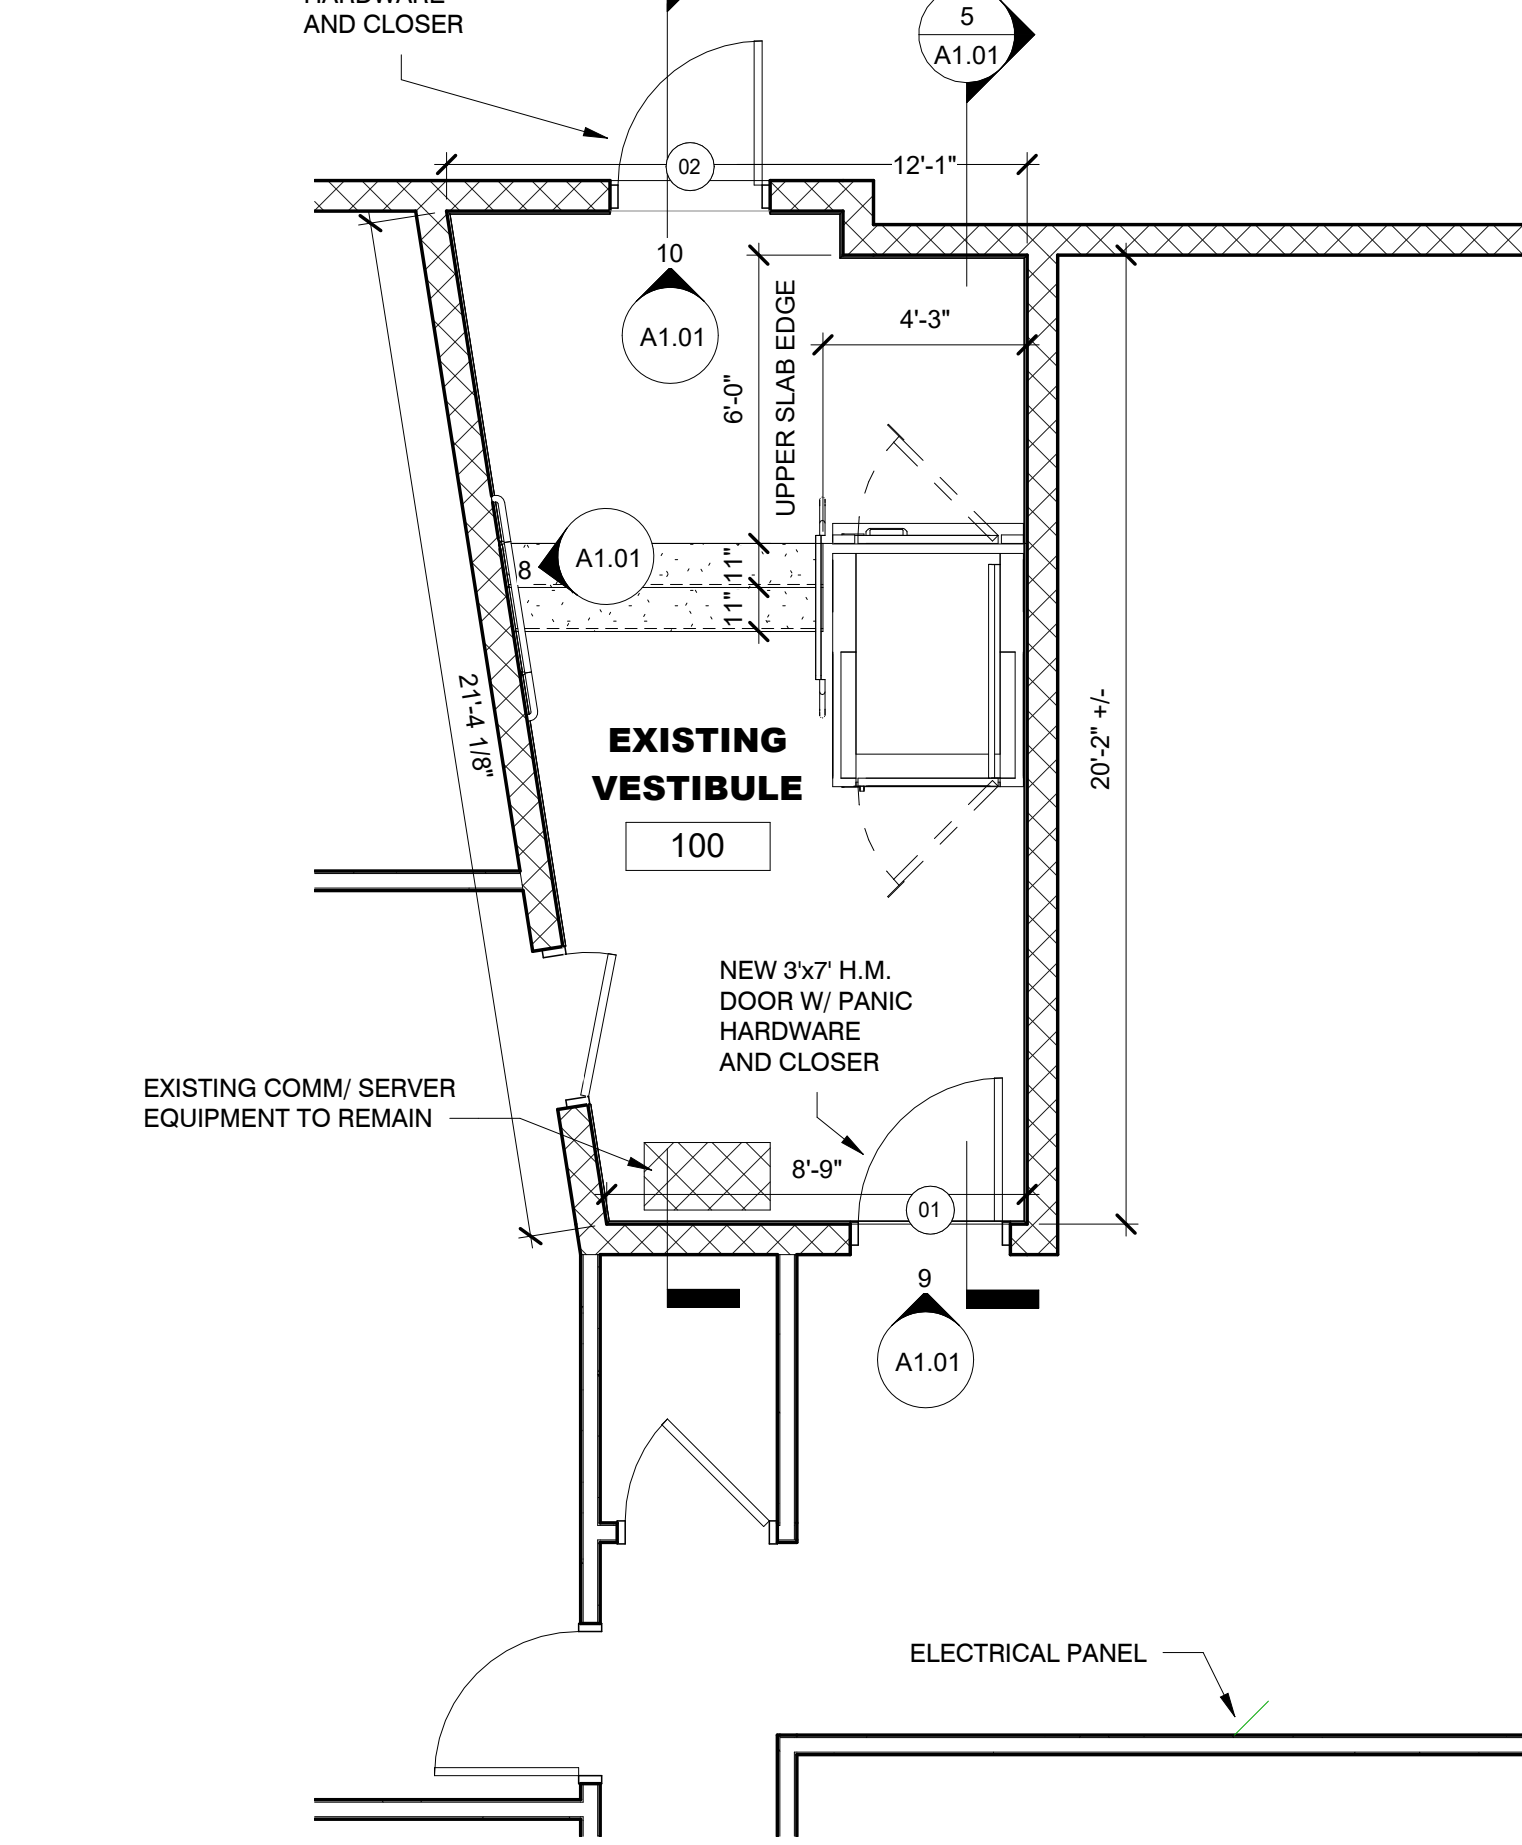 HARDWARE
AND CLOSER
5
A1.01
02
12'-1"
10
A1.01
4'-3"
6'-0"
UPPER SLAB EDGE
8
A1.01
11"
11"
21'-4 1/8"
20'-2" +/-
EXISTING
VESTIBULE
100
NEW 3'x7' H.M.
DOOR W/ PANIC
HARDWARE
AND CLOSER
EXISTING COMM/ SERVER
EQUIPMENT TO REMAIN
8'-9"
01
9
A1.01
ELECTRICAL PANEL